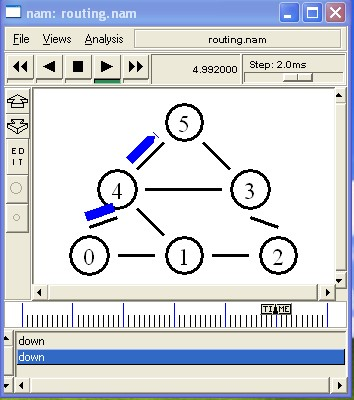 nam: routing.nam
File Views Analysis routing.nam
4.992000 Step: 2.0ms
E D
I T
5
4 3
0 1 2
TIME
down
down